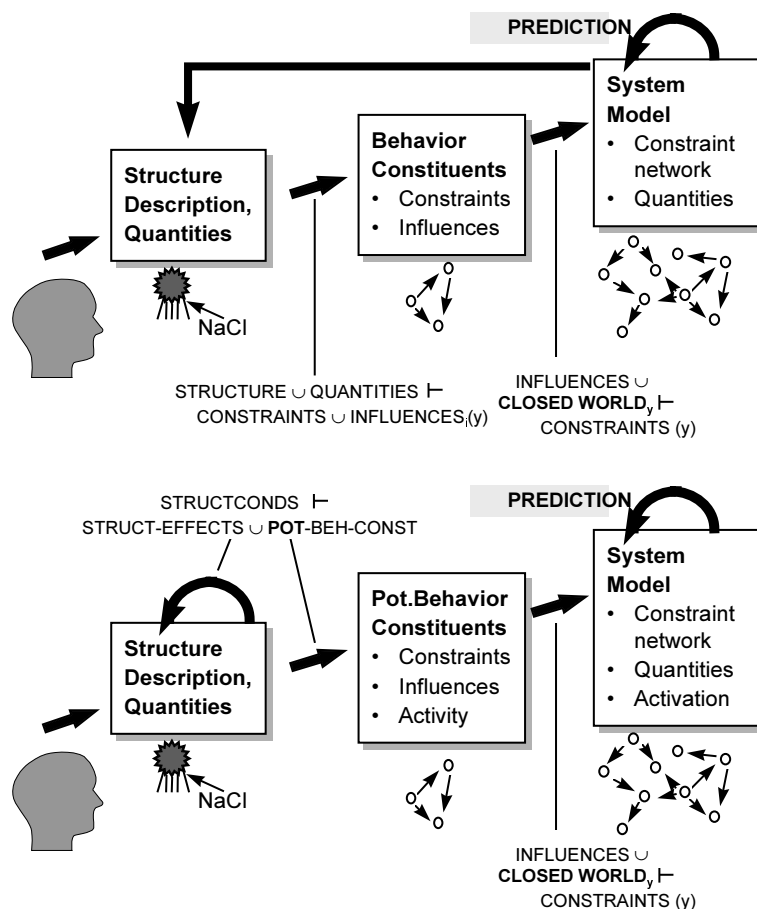 PREDICTION
System
Model
• Constraint
network
• Quantities
Behavior
Constituents
• Constraints
• Influences
Structure
Description,
Quantities
NaCl
STRUCTURE ∪ QUANTITIES ⊢
CONSTRAINTS ∪ INFLUENCESᵢ(y)
INFLUENCES ∪
CLOSED WORLDy ⊢
CONSTRAINTS (y)
STRUCTCONDS ⊢
STRUCT-EFFECTS ∪ POT-BEH-CONST
PREDICTION
System
Model
• Constraint
network
• Quantities
• Activation
Pot.Behavior
Constituents
• Constraints
• Influences
• Activity
Structure
Description,
Quantities
NaCl
INFLUENCES ∪
CLOSED WORLDy ⊢
CONSTRAINTS (y)